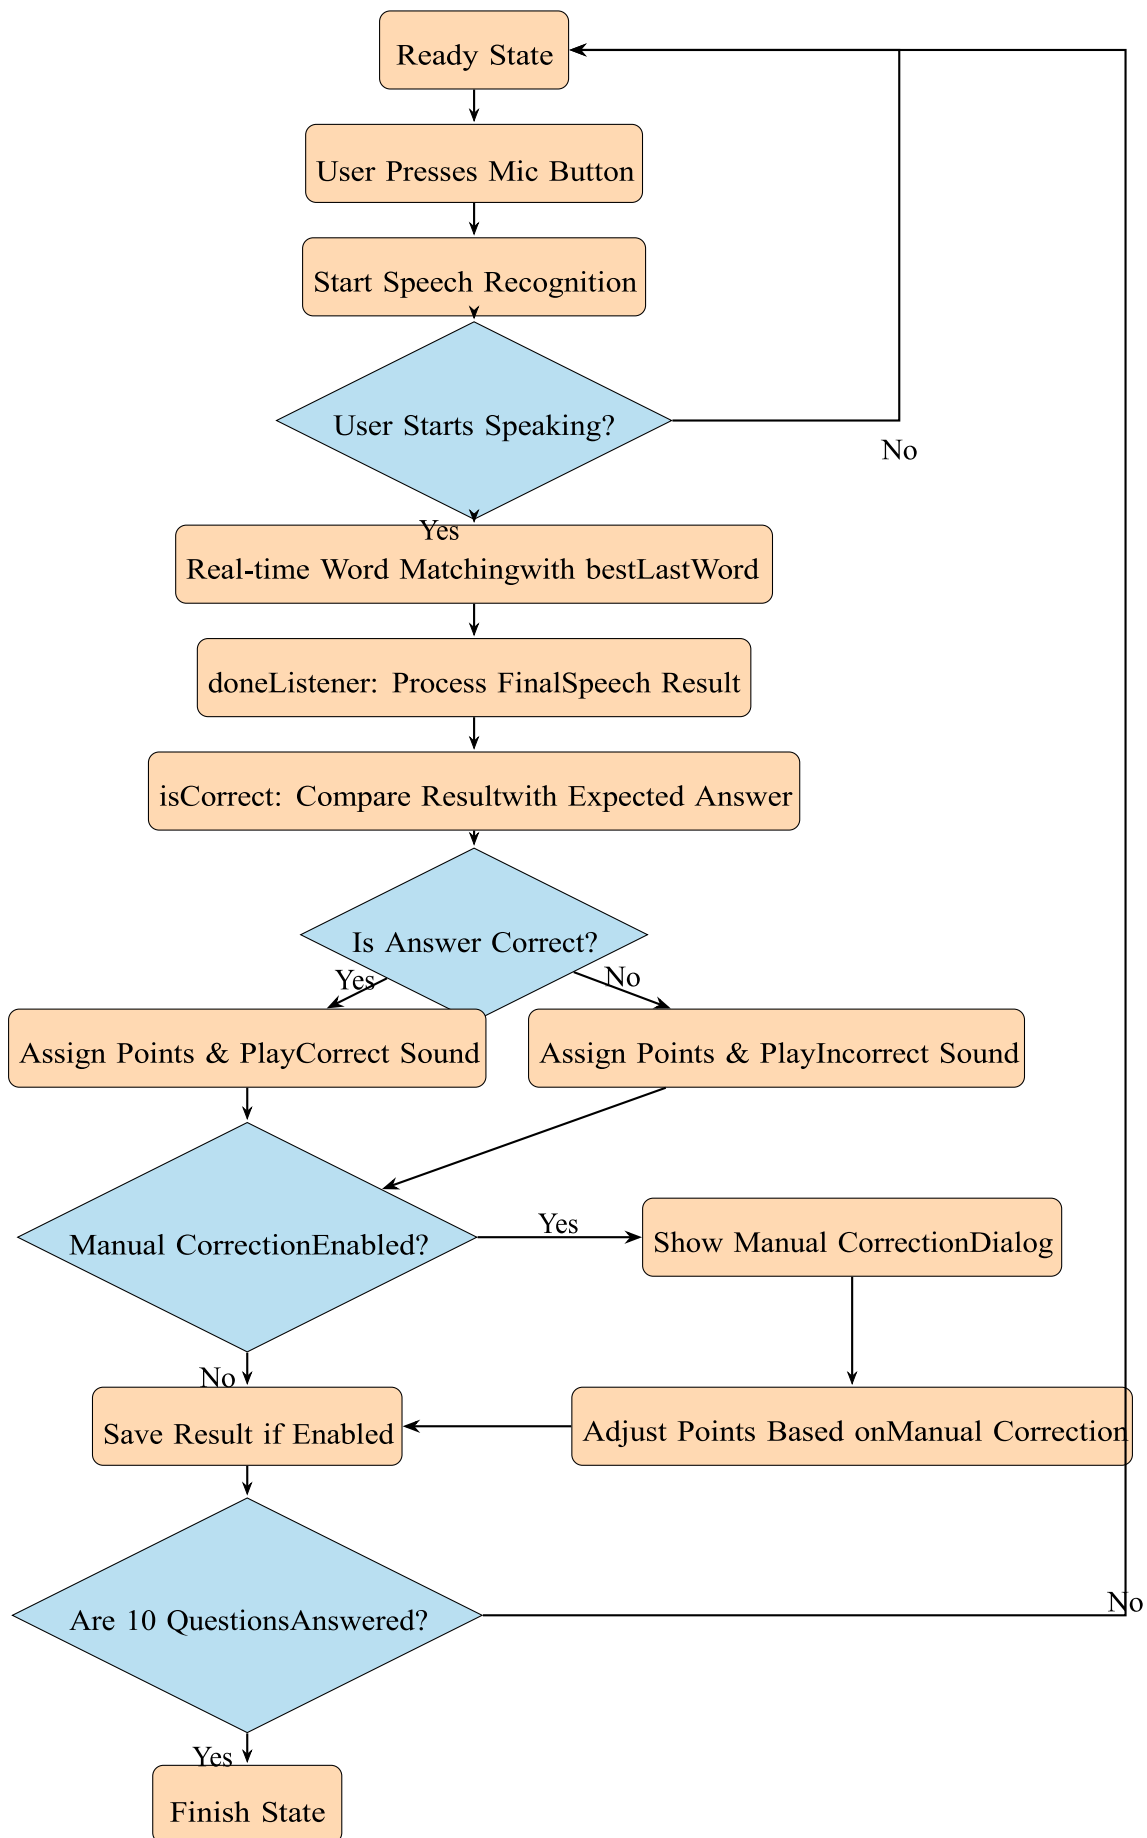 Ready State
User Presses Mic Button
Start Speech Recognition
User Starts Speaking?
No
Yes
Real-time Word Matchingwith bestLastWord
doneListener: Process FinalSpeech Result
isCorrect: Compare Resultwith Expected Answer
Is Answer Correct?
Yes
No
Assign Points & PlayCorrect Sound
Assign Points & PlayIncorrect Sound
Manual CorrectionEnabled?
Yes
Show Manual CorrectionDialog
No
Save Result if Enabled
Adjust Points Based onManual Correction
Are 10 QuestionsAnswered?
No
Yes
Finish State